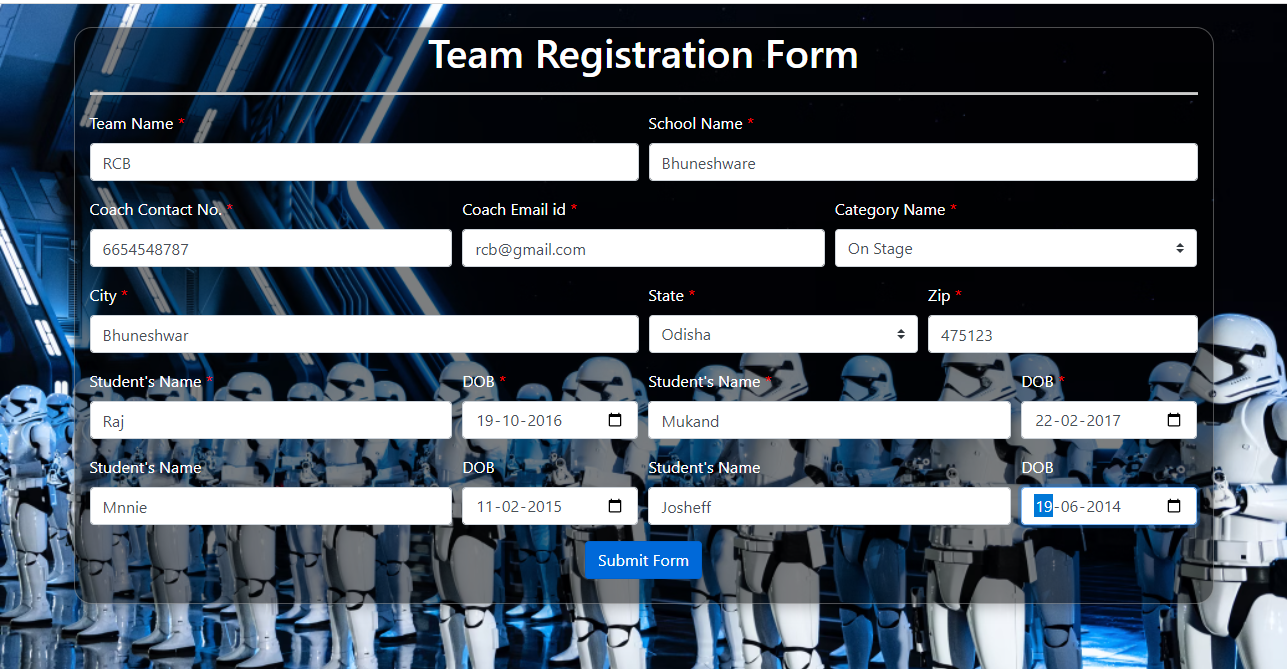 Team Registration Form
Team Name * School Name *
RCB Bhuneshware
Coach Contact No. * Coach Email id * Category Name *
6654548787 rcb@gmail.com On Stage
City * State * Zip *
Bhuneshwar Odisha 475123
Student's Name * DOB * Student's Name * DOB *
Raj 19-10-2016 Mukand 22-02-2017
Student's Name DOB Student's Name DOB
Mnnie 11-02-2015 Josheff 19-06-2014
Submit Form